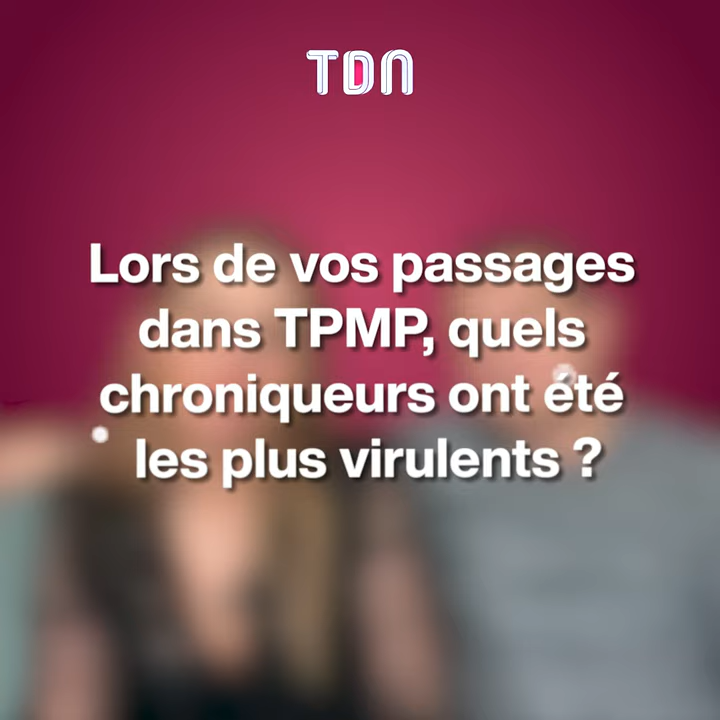 TDN
Lors de vos passages
dans TPMP, quels
chroniqueurs ont été
les plus virulents ?